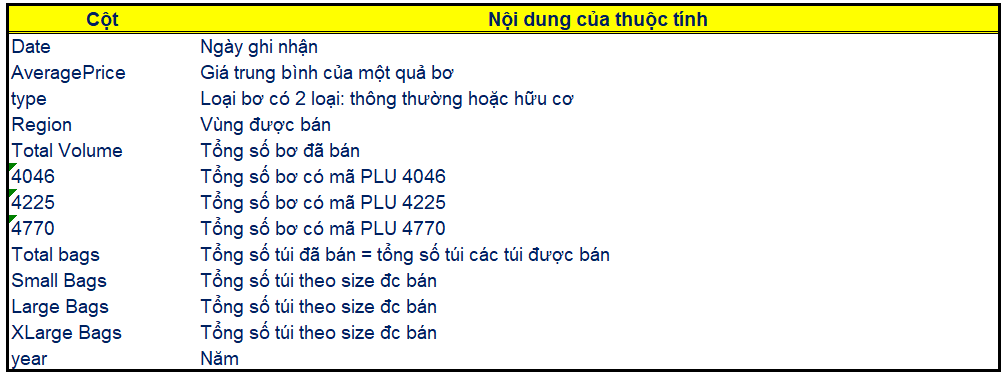 Cột Nội dung của thuộc tính
Date Ngày ghi nhận
AveragePrice Giá trung bình của một quả bơ
type Loại bơ có 2 loại: thông thường hoặc hữu cơ
Region Vùng được bán
Total Volume Tổng số bơ đã bán
4046 Tổng số bơ có mã PLU 4046
4225 Tổng số bơ có mã PLU 4225
4770 Tổng số bơ có mã PLU 4770
Total bags Tổng số túi đã bán = tổng số túi các túi được bán
Small Bags Tổng số túi theo size đc bán
Large Bags Tổng số túi theo size đc bán
XLarge Bags Tổng số túi theo size đc bán
year Năm